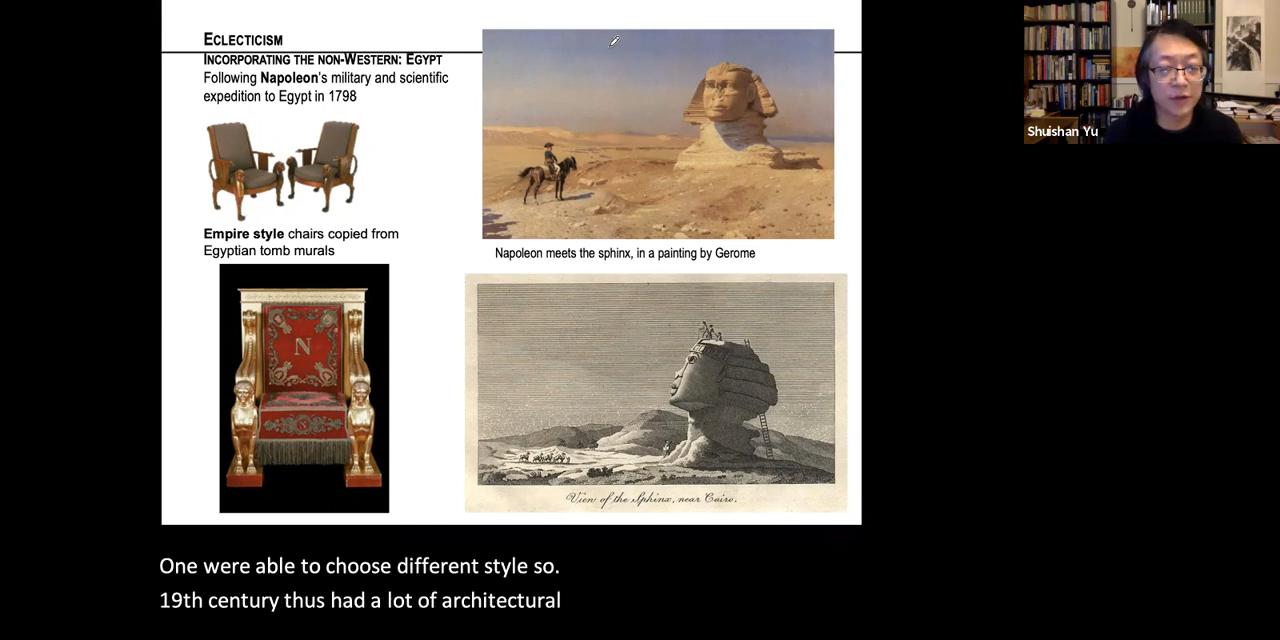 ECLECTICISM
INCORPORATING THE NON-WESTERN: EGYPT
Following Napoleon's military and scientific
expedition to Egypt in 1798
Empire style chairs copied from
Egyptian tomb murals
N
N
Napoleon meets the sphinx, in a painting by Gerome
View of the Sphinx, near Cairo.
Shuishan Yu
One were able to choose different style so.
19th century thus had a lot of architectural